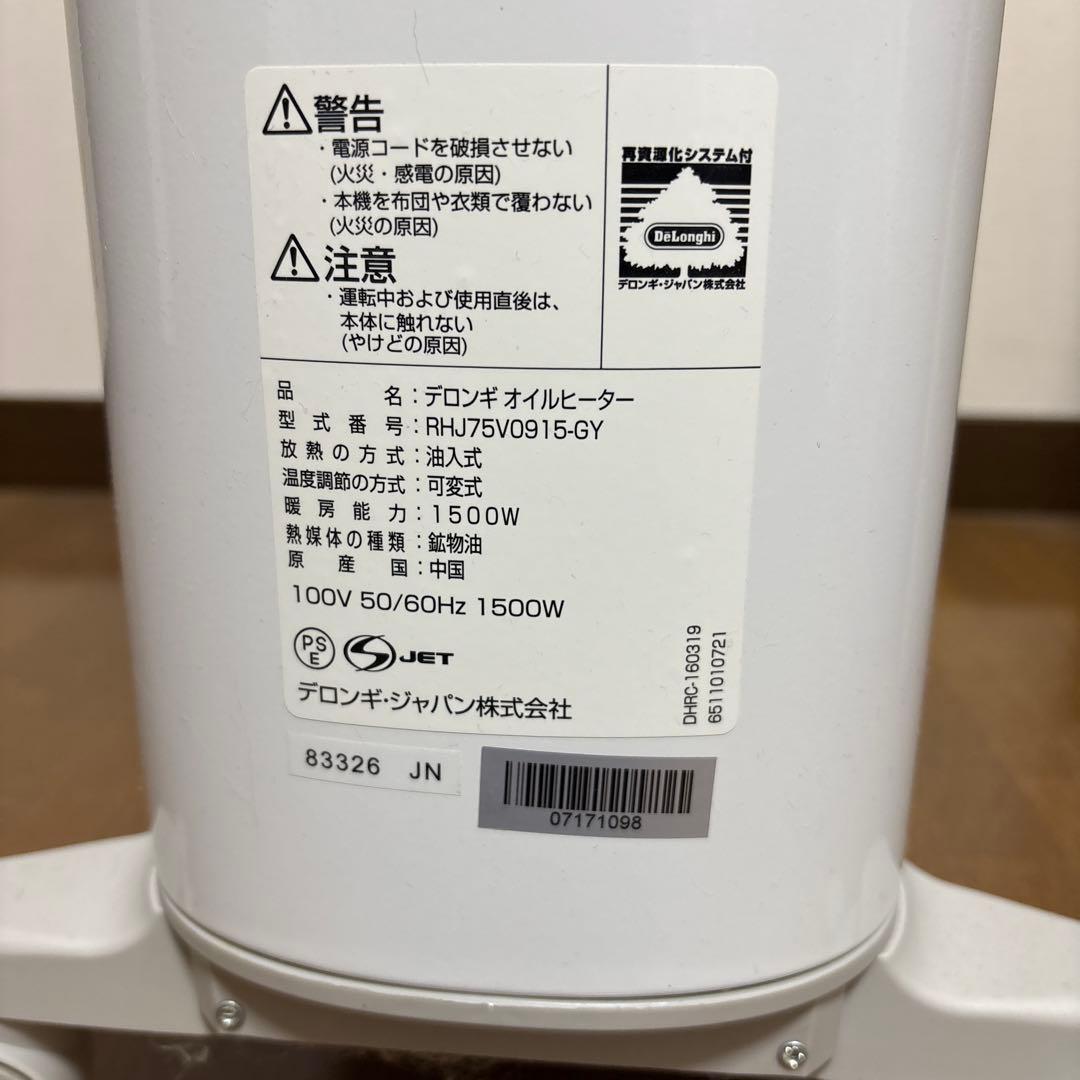 警告
・電源コードを破損させない
(火災・感電の原因)
・本機を布団や衣類で覆わない
(火災の原因)
注意
・運転中および使用直後は、
本体に触れない
(やけどの原因)
再資源化システム付
DeLonghi
デロンギ・ジャパン株式会社
品名：デロンギ オイルヒーター
型式番号：RHJ75V0915-GY
放熱の方式：油入式
温度調節の方式：可変式
暖房能力：1500W
熱媒体の種類：鉱物油
原産国：中国
100V 50/60Hz 1500W
PSE
JET
デロンギ・ジャパン株式会社
DHRC-160319
6511010721
83326 JN
07171098